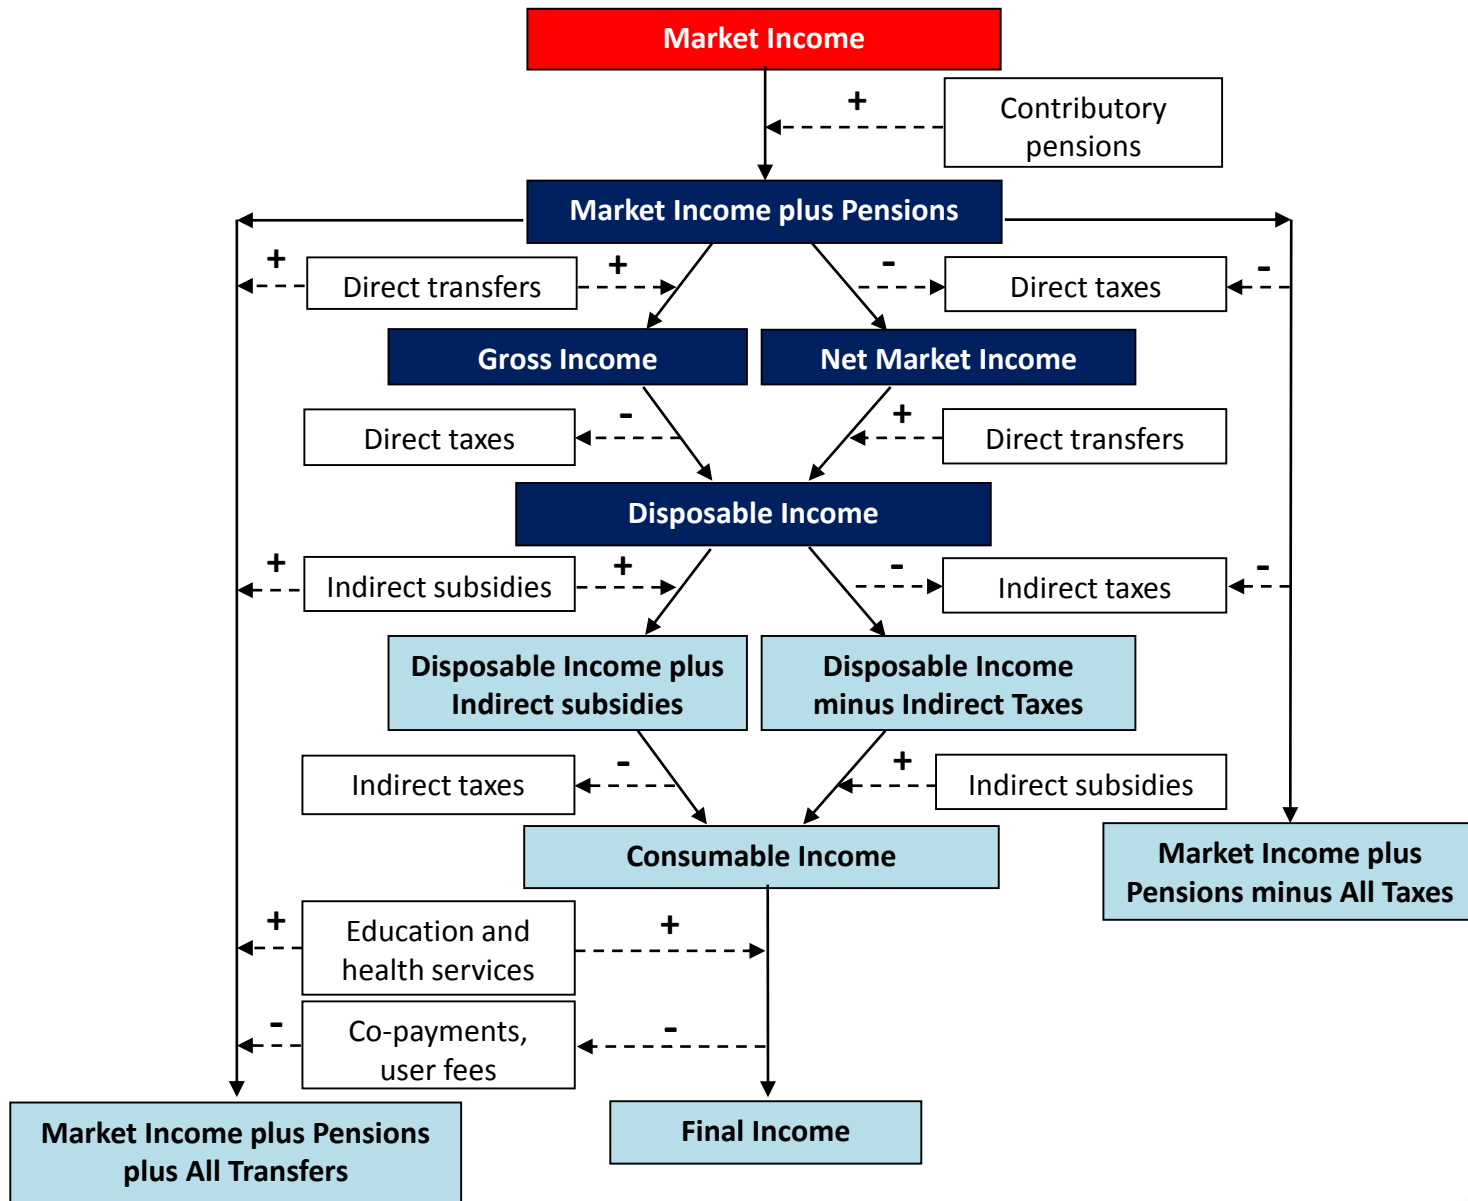 Market Income
+
Contributory
pensions
Market Income plus Pensions
+
Direct transfers
+
-
Direct taxes
-
Gross Income
Net Market Income
Direct taxes
-
+
Direct transfers
Disposable Income
+
Indirect subsidies
+
-
Indirect taxes
-
Disposable Income plus
Indirect subsidies
Disposable Income
minus Indirect Taxes
Indirect taxes
-
+
Indirect subsidies
Consumable Income
Market Income plus
Pensions minus All Taxes
+
Education and
health services
+
-
Co-payments,
user fees
-
Market Income plus Pensions
plus All Transfers
Final Income